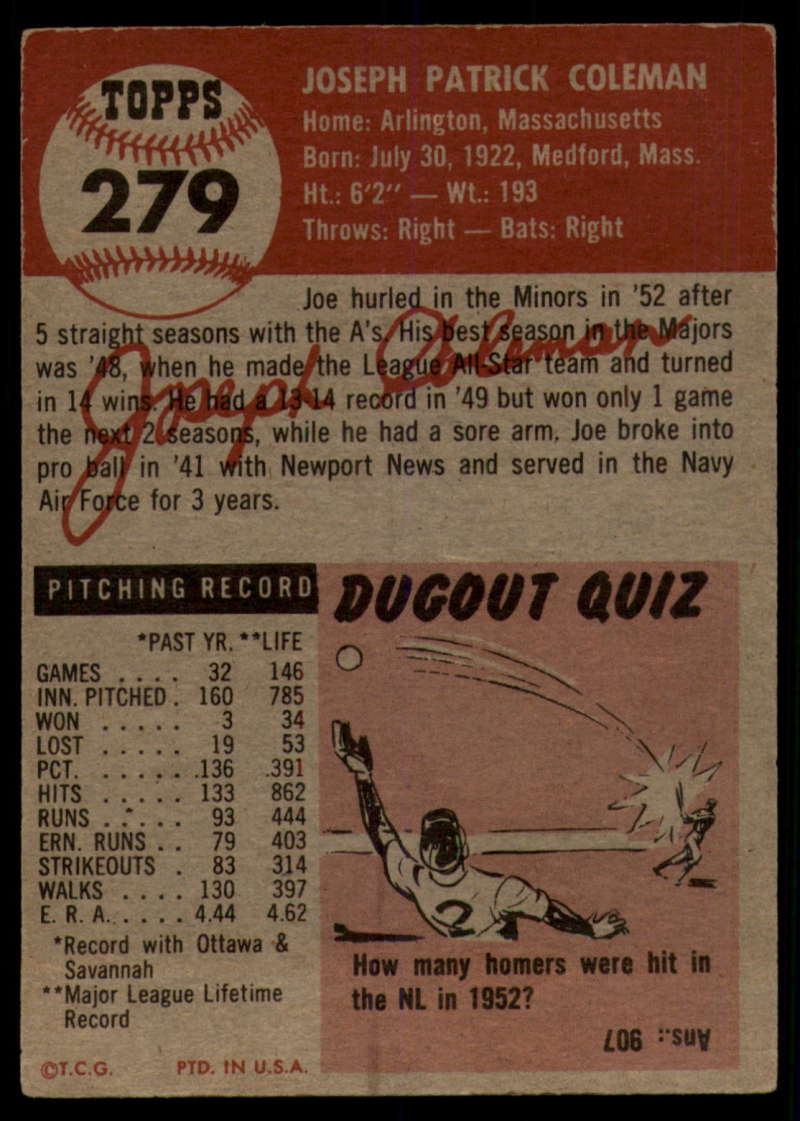 TOPPS
279
JOSEPH PATRICK COLEMAN
Home: Arlington, Massachusetts
Born: July 30, 1922, Medford, Mass.
Ht.: 6'2" — Wt.: 193
Throws: Right — Bats: Right
Joe hurled in the Minors in '52 after
5 straight seasons with the A's. His best season in the Majors
was '48, when he made the League All-Star team and turned
in 14 wins. He had a 13-14 record in '49 but won only 1 game
the next 2 seasons, while he had a sore arm. Joe broke into
pro ball in '41 with Newport News and served in the Navy
Air Force for 3 years.
Joseph Coleman
PITCHING RECORD
*PAST YR. **LIFE
GAMES . . . . 32 146
INN. PITCHED . 160 785
WON . . . . . 3 34
LOST . . . . . 19 53
PCT. . . . . . .136 .391
HITS . . . . . 133 862
RUNS . . . . . 93 444
ERN. RUNS . . 79 403
STRIKEOUTS . 83 314
WALKS . . . . 130 397
E. R. A. . . . . 4.44 4.62
*Record with Ottawa &
Savannah
**Major League Lifetime
Record
DUGOUT QUIZ
2
How many homers were hit in
the NL in 1952?
Ans.: 907
©T.C.G. PTD. IN U.S.A.